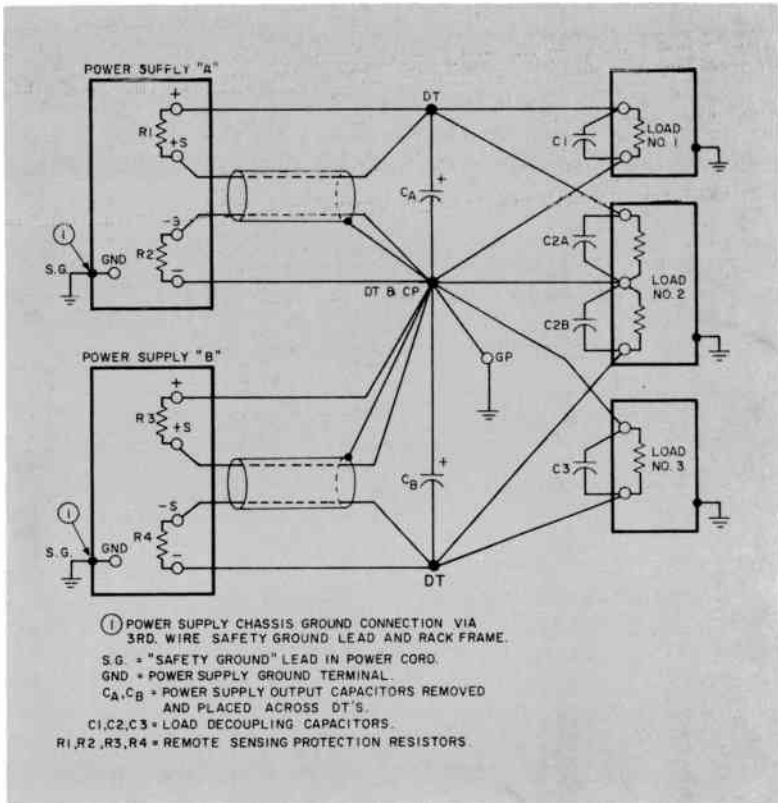 POWER SUPPLY "A"
+
R1
+S
-S
R2
-
1
S.G.
GND
DT
C1
LOAD
NO. 1
CA
+
C2A
C2B
LOAD
NO.2
DT & CP
GP
POWER SUPPLY "B"
+
R3
+S
-S
R4
-
1
S.G.
GND
CB
+
C3
LOAD
NO. 3
DT
1 POWER SUPPLY CHASSIS GROUND CONNECTION VIA
3RD. WIRE SAFETY GROUND LEAD AND RACK FRAME.
S.G. = "SAFETY GROUND" LEAD IN POWER CORD.
GND = POWER SUPPLY GROUND TERMINAL.
CA,CB = POWER SUPPLY OUTPUT CAPACITORS REMOVED
AND PLACED ACROSS DT'S.
C1,C2,C3 = LOAD DECOUPLING CAPACITORS.
R1,R2,R3,R4 = REMOTE SENSING PROTECTION RESISTORS.